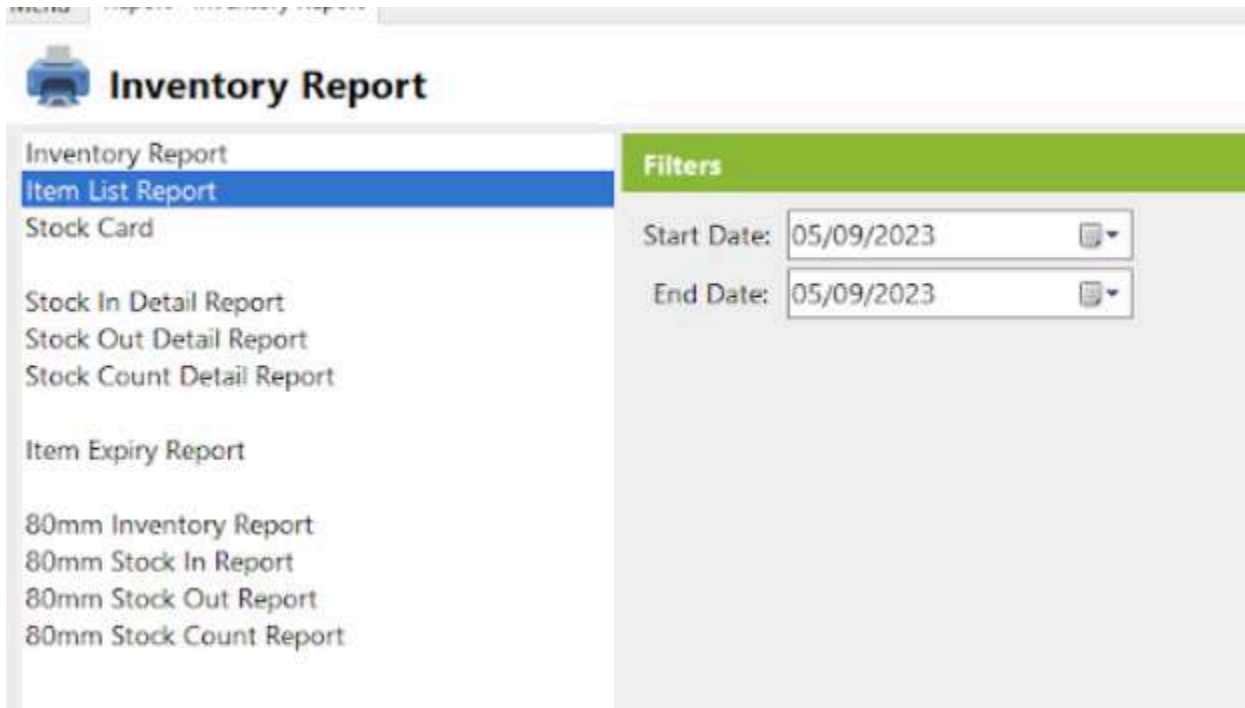 Inventory Report
Inventory Report
Item List Report
Stock Card
Stock In Detail Report
Stock Out Detail Report
Stock Count Detail Report
Item Expiry Report
80mm Inventory Report
80mm Stock In Report
80mm Stock Out Report
80mm Stock Count Report
Filters
Start Date: 05/09/2023
End Date: 05/09/2023